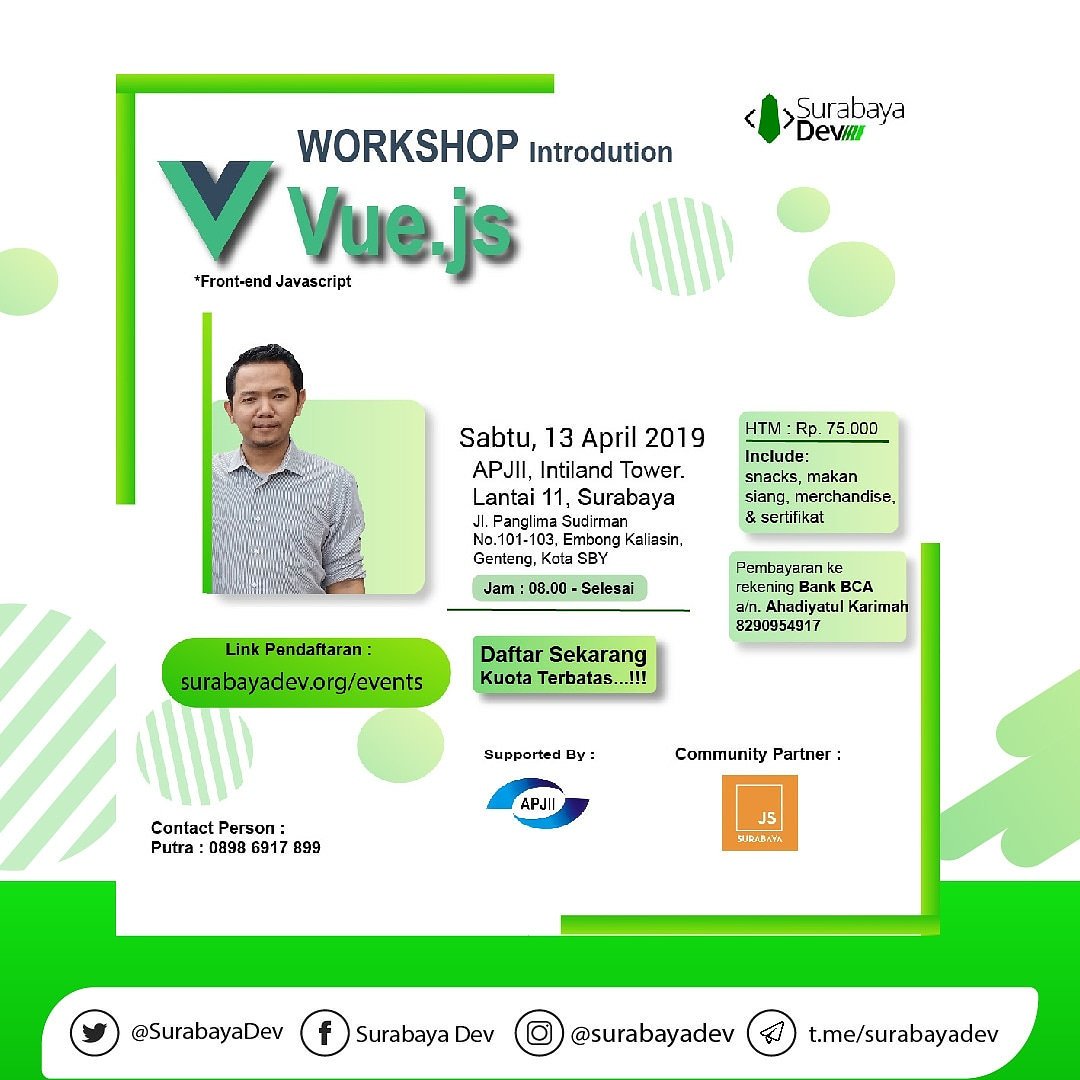 Surabaya
Dev
WORKSHOP Introdution
Vue.js
*Front-end Javascript
Sabtu, 13 April 2019
APJII, Intiland Tower.
Lantai 11, Surabaya
Jl. Panglima Sudirman
No.101-103, Embong Kaliasin,
Genteng, Kota SBY
Jam : 08.00 - Selesai
HTM : Rp. 75.000
Include:
snacks, makan
siang, merchandise,
& sertifikat
Pembayaran ke
rekening Bank BCA
a/n. Ahadiyatul Karimah
8290954917
Link Pendaftaran :
surabayadev.org/events
Daftar Sekarang
Kuota Terbatas...!!!
Supported By :
APJII
Community Partner :
JS
SURABAYA
Contact Person :
Putra : 0898 6917 899
@SurabayaDev
Surabaya Dev
@surabayadev
t.me/surabayadev